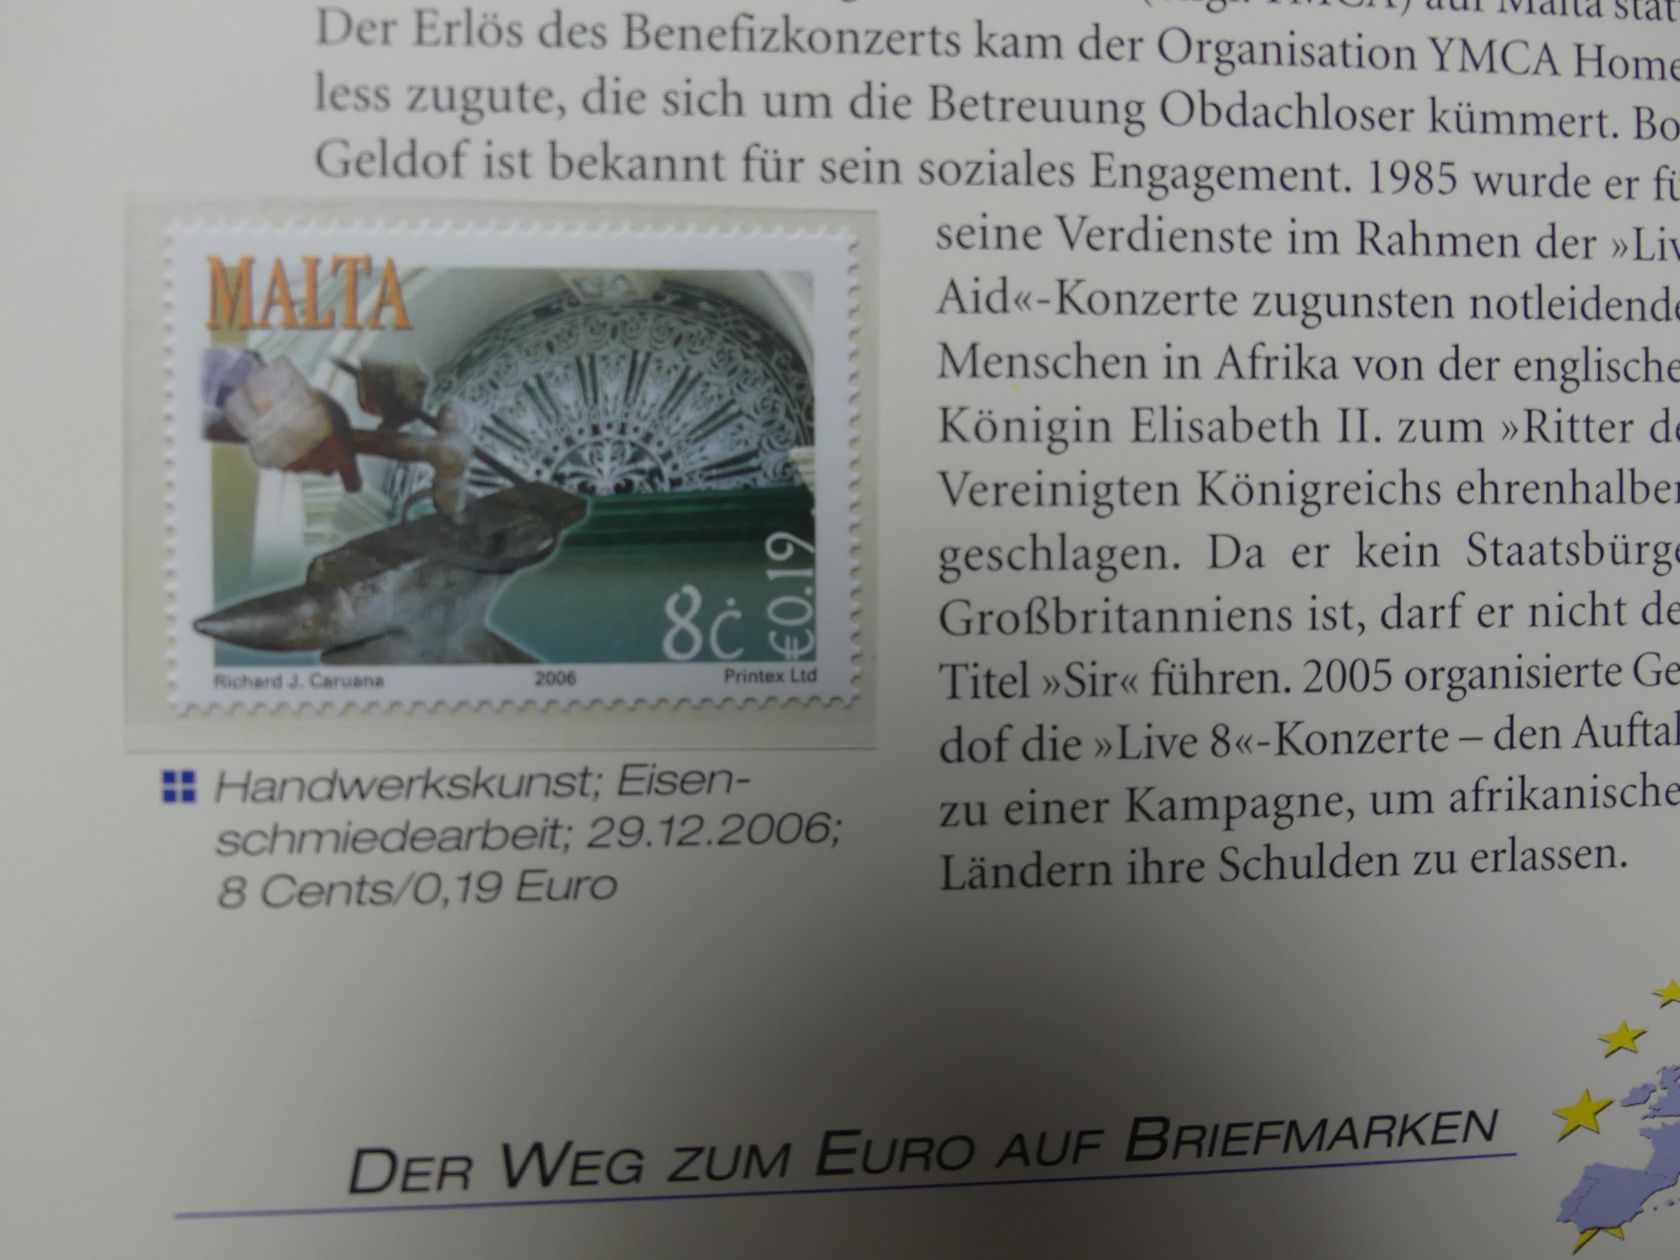 YMCA) auf Malta statt
Der Erlös des Benefizkonzerts kam der Organisation YMCA Home
less zugute, die sich um die Betreuung Obdachloser kümmert. Bo
Geldof ist bekannt für sein soziales Engagement. 1985 wurde er fü
seine Verdienste im Rahmen der »Liv
Aid«-Konzerte zugunsten notleidende
Menschen in Afrika von der englische
Königin Elisabeth II. zum »Ritter de
Vereinigten Königreichs ehrenhalber
geschlagen. Da er kein Staatsbürge
Großbritanniens ist, darf er nicht de
Titel »Sir« führen. 2005 organisierte Ge
dof die »Live 8«-Konzerte – den Auftak
zu einer Kampagne, um afrikanische
Ländern ihre Schulden zu erlassen.
MALTA
8ċ
€0.19
Richard J. Caruana 2006 Printex Ltd
Handwerkskunst; Eisen-
schmiedearbeit; 29.12.2006;
8 Cents/0,19 Euro
DER WEG ZUM EURO AUF BRIEFMARKEN